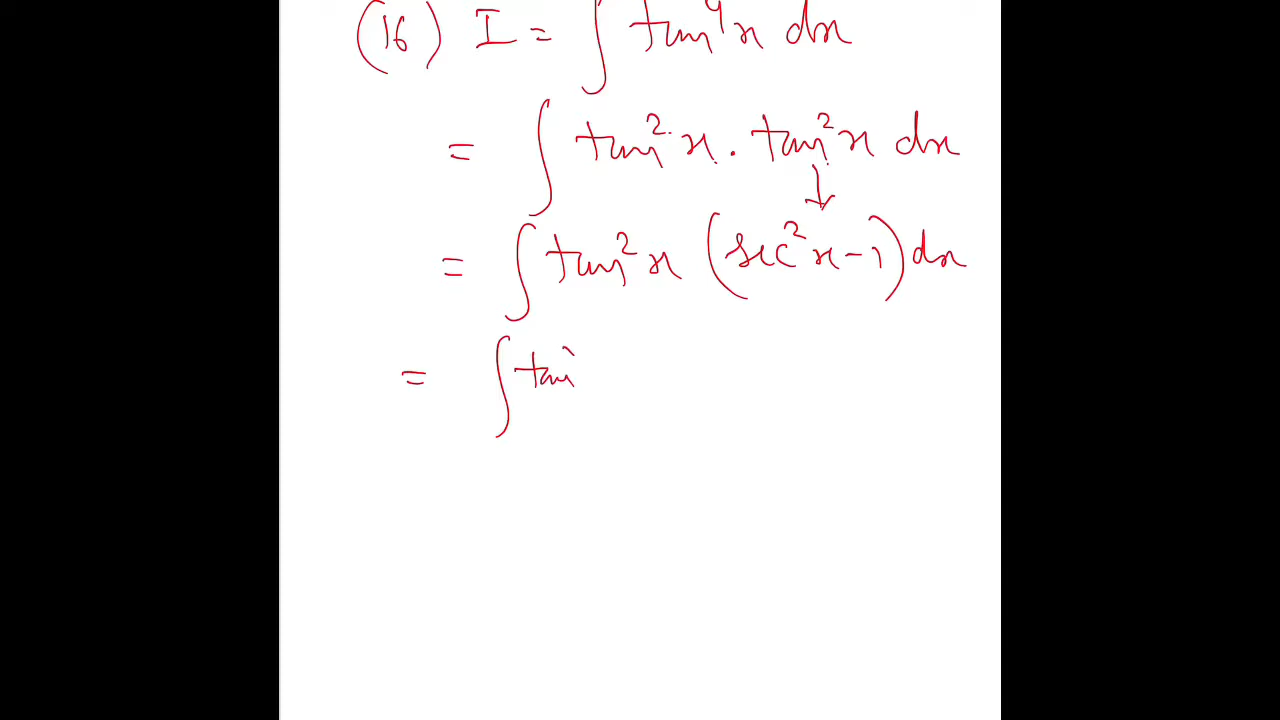 (16) I = ∫ tan⁴x dx
= ∫ tan²x . tan²x dx
↓
= ∫ tan²x (sec²x-1) dx
= ∫ tan